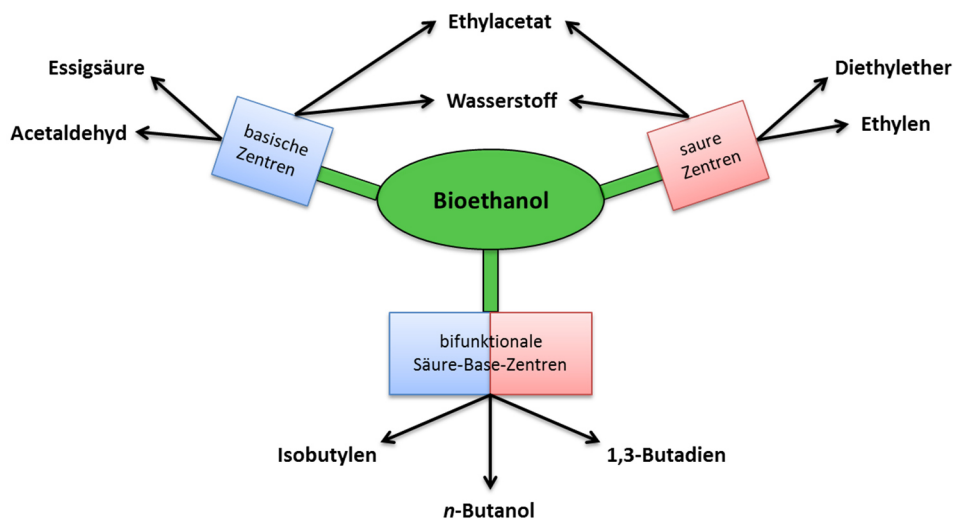 Ethylacetat
Essigsäure
Diethylether
Wasserstoff
Acetaldehyd
Ethylen
basische
Zentren
saure
Zentren
Bioethanol
bifunktionale
Säure-Base-Zentren
Isobutylen
1,3-Butadien
n-Butanol